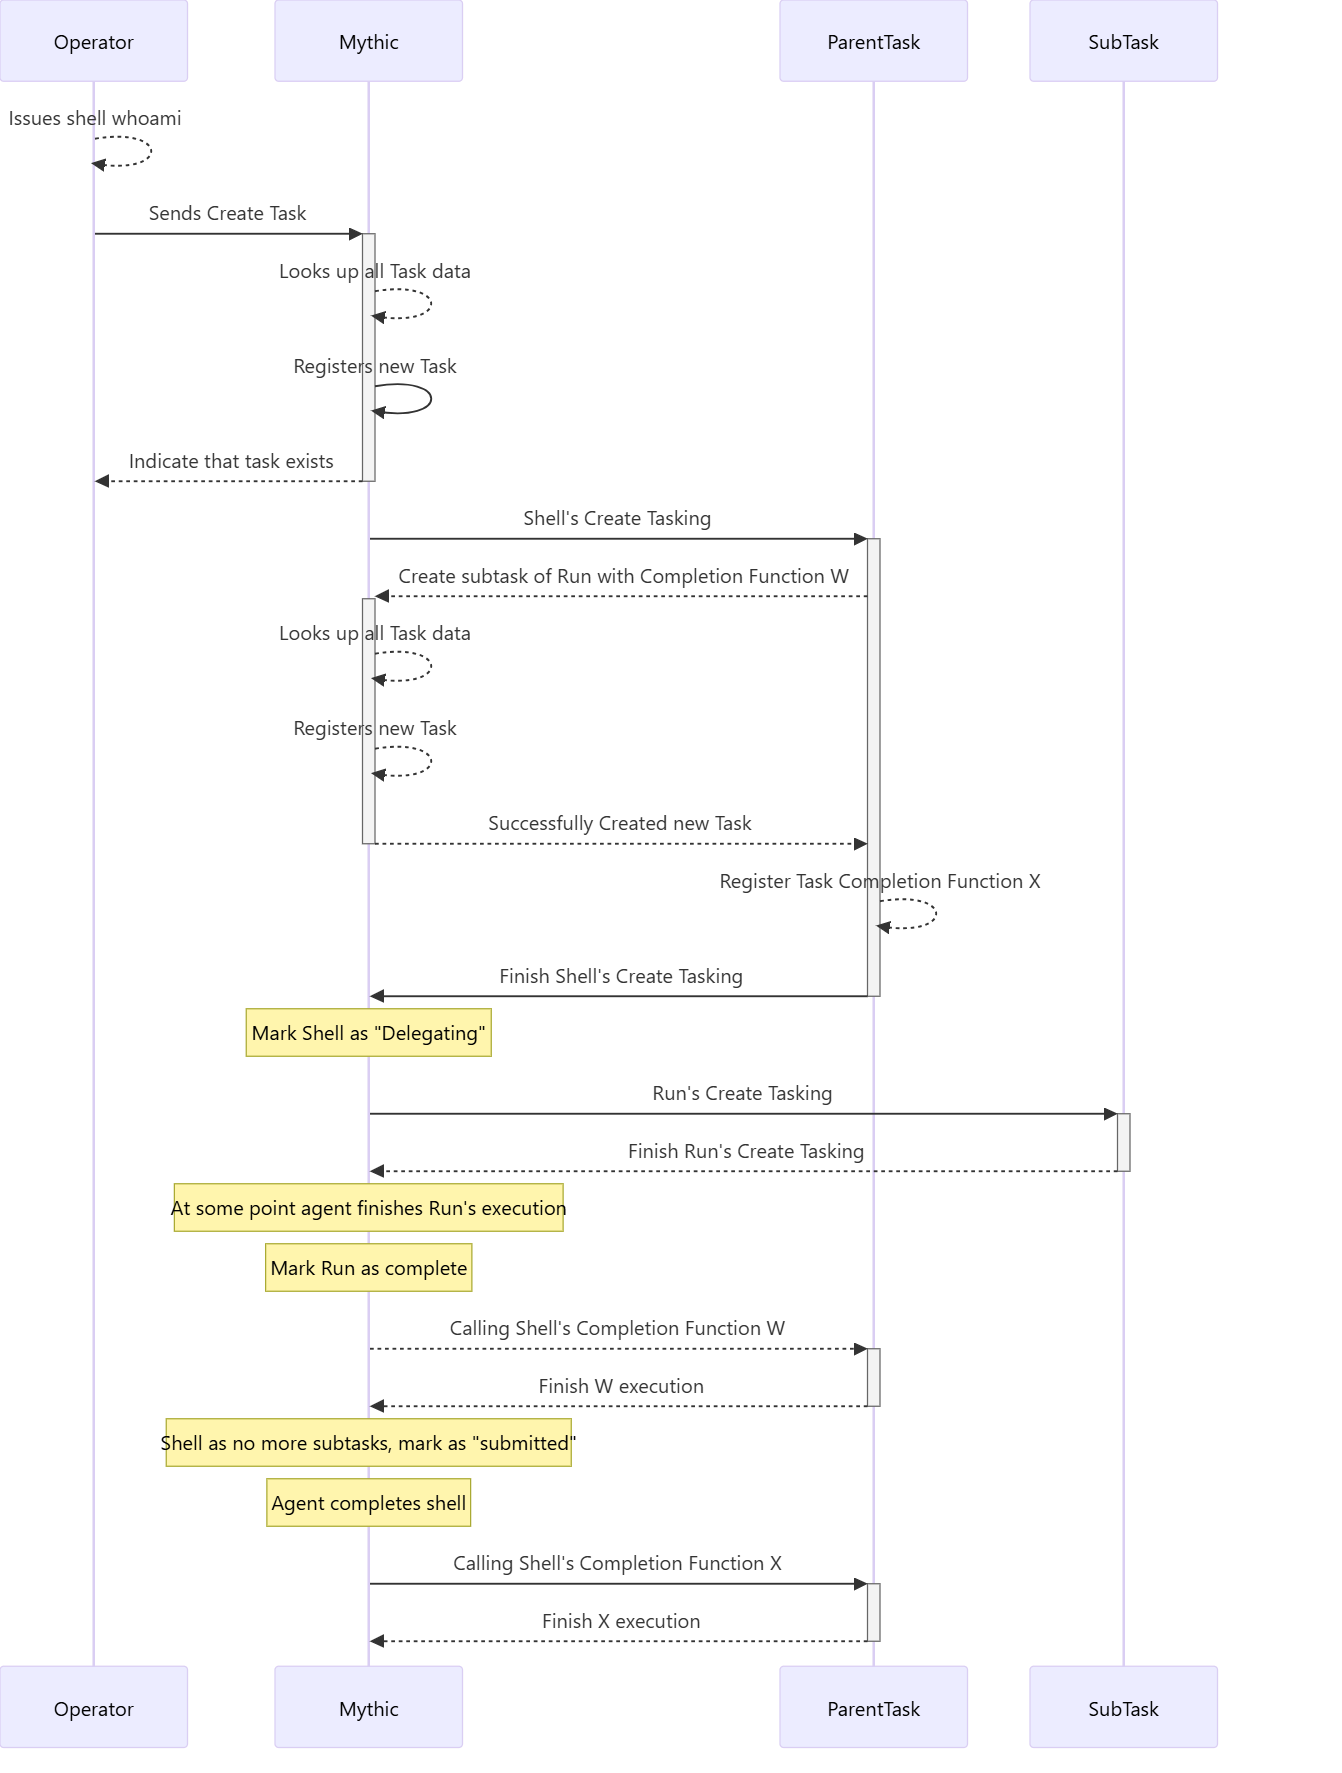 Operator
Mythic
ParentTask
SubTask
Issues shell whoami
Sends Create Task
Looks up all Task data
Registers new Task
Indicate that task exists
Shell's Create Tasking
Create subtask of Run with Completion Function W
Looks up all Task data
Registers new Task
Successfully Created new Task
Register Task Completion Function X
Finish Shell's Create Tasking
Mark Shell as "Delegating"
Run's Create Tasking
Finish Run's Create Tasking
At some point agent finishes Run's execution
Mark Run as complete
Calling Shell's Completion Function W
Finish W execution
Shell as no more subtasks, mark as "submitted"
Agent completes shell
Calling Shell's Completion Function X
Finish X execution
Operator
Mythic
ParentTask
SubTask